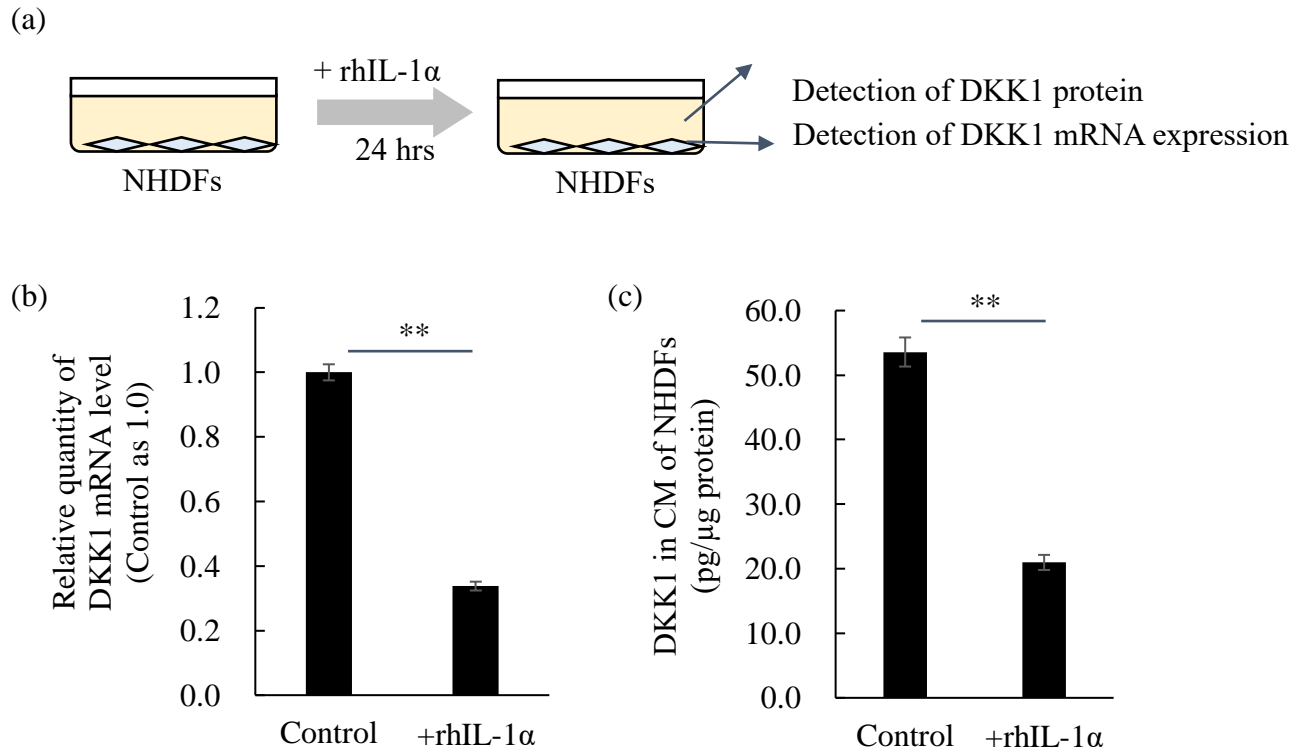 (a)
+ rhIL-1α
24 hrs
NHDFs
NHDFs
Detection of DKK1 protein
Detection of DKK1 mRNA expression
(b)
Relative quantity of
DKK1 mRNA level
(Control as 1.0)
1.2
1.0
0.8
0.6
0.4
0.2
0.0
**
Control
+rhIL-1α
(c)
DKK1 in CM of NHDFs
(pg/µg protein)
60.0
50.0
40.0
30.0
20.0
10.0
0.0
**
Control
+rhIL-1α